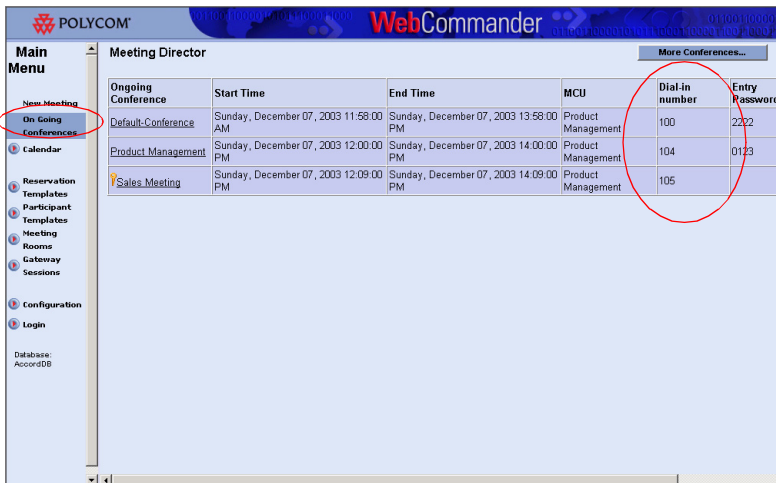 POLYCOM
WebCommander
Main
Menu
New Meeting
On Going
Conferences
Calendar
Reservation
Templates
Participant
Templates
Meeting
Rooms
Gateway
Sessions
Configuration
Login
Database:
AccordDB
Meeting Director
More Conferences...
Ongoing Conference Start Time End Time MCU Dial-in number Entry Password
Default-Conference Sunday, December 07, 2003 11:58:00 AM Sunday, December 07, 2003 13:58:00 PM Product Management 100 2222
Product Management Sunday, December 07, 2003 12:00:00 PM Sunday, December 07, 2003 14:00:00 PM Product Management 104 0123
Sales Meeting Sunday, December 07, 2003 12:09:00 PM Sunday, December 07, 2003 14:09:00 PM Product Management 105